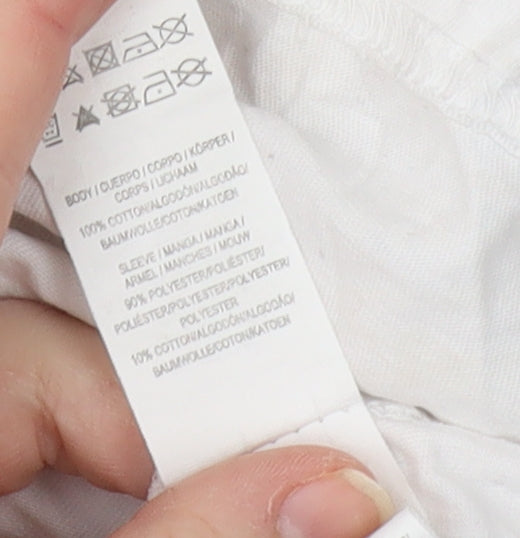 BODY / CUERPO / CORPO / KÖRPER /
CORPS / LICHAAM
100% COTTON/ALGODÓN/ALGODÃO/
BAUMWOLLE/COTON/KATOEN
SLEEVE / MANGA / MANGA /
ÄRMEL / MANCHES / MOUW
90% POLYESTER/POLIÉSTER/
POLIÉSTER/POLYESTER/POLYESTER/
POLYESTER
10% COTTON/ALGODÓN/ALGODÃO/
BAUMWOLLE/COTON/KATOEN